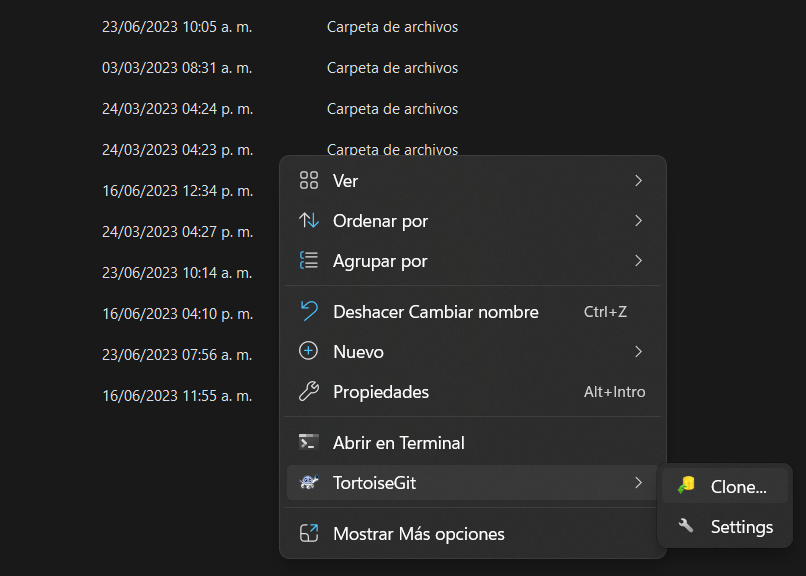 23/06/2023 10:05 a. m. Carpeta de archivos
03/03/2023 08:31 a. m. Carpeta de archivos
24/03/2023 04:24 p. m. Carpeta de archivos
24/03/2023 04:23 p. m. Carpeta de archivos
16/06/2023 12:34 p. m.
24/03/2023 04:27 p. m.
23/06/2023 10:14 a. m.
16/06/2023 04:10 p. m.
23/06/2023 07:56 a. m.
16/06/2023 11:55 a. m.
Ver
Ordenar por
Agrupar por
Deshacer Cambiar nombre Ctrl+Z
Nuevo
Propiedades Alt+Intro
Abrir en Terminal
TortoiseGit
Mostrar Más opciones
Clone...
Settings